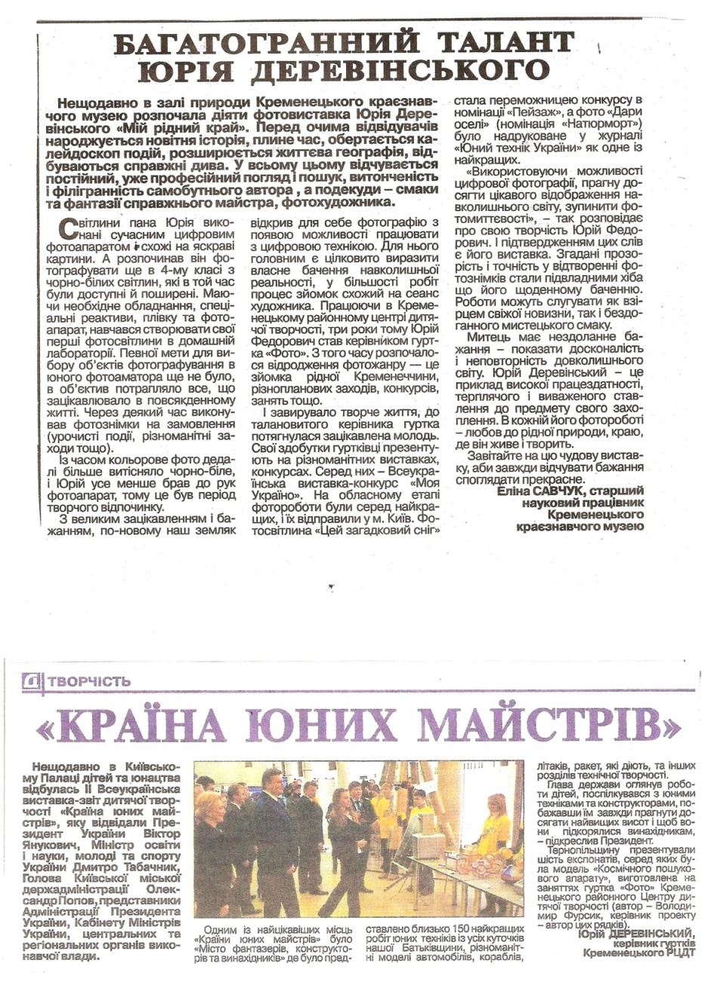 БАГАТОГРАННИЙ ТАЛАНТ
ЮРІЯ ДЕРЕВІНСЬКОГО
Нещодавно в залі природи Кременецького краєзнав-
чого музею розпочала діяти фотовиставка Юрія Дере-
вінського «Мій рідний край». Перед очима відвідувачів
народжується новітня історія, плине час, обертається ка-
лейдоскоп подій, розширюється життєва географія, від-
буваються справжні дива. У всьому цьому відчувається
постійний, уже професійний погляд і пошук, витонченість
і філігранність самобутнього автора , а подекуди – смаки
та фантазії справжнього майстра, фотохудожника.
Світлини пана Юрія вико-
нані сучасним цифровим
фотоапаратом і схожі на яскраві
картини. А розпочинав він фо-
тографувати ще в 4-му класі з
чорно-білих світлин, які в той час
були доступні й поширені. Маю-
чи необхідне обладнання, спеці-
альні реактиви, плівку та фото-
апарат, навчався створювати свої
перші фотосвітлини в домашній
лабораторії. Певної мети для ви-
бору об'єктів фотографування в
юного фотоаматора ще не було,
в об'єктив потрапляло все, що
зацікавлювало в повсякденному
житті. Через деякий час викону-
вав фотознімки на замовлення
(урочисті події, різноманітні за-
ходи тощо).
Із часом кольорове фото деда-
лі більше витісняло чорно-біле,
і Юрій усе менше брав до рук
фотоапарат, тому це був період
творчого відпочинку.
З великим зацікавленням і ба-
жанням, по-новому наш земляк
відкрив для себе фотографію з
появою можливості працювати
з цифровою технікою. Для нього
головним є цілковито виразити
власне бачення навколишньої
реальності, у більшості робіт
процес зйомок схожий на сеанс
художника. Працюючи в Креме-
нецькому районному центрі дитя-
чої творчості, три роки тому Юрій
Федорович став керівником гурт-
ка «Фото». З того часу розпочало-
ся відродження фотожанру — це
зйомка рідної Кременеччини,
різнопланових заходів, конкурсів,
занять тощо.
І завирувало творче життя, до
талановитого керівника гуртка
потягнулася зацікавлена молодь.
Свої здобутки гуртківці презенту-
ють на різноманітних виставках,
конкурсах. Серед них – Всеукра-
їнська виставка-конкурс «Моя
Україно». На обласному етапі
фотороботи були серед найкра-
щих, і їх відправили у м. Київ. Фо-
тосвітлина «Цей загадковий сніг»
стала переможницею конкурсу в
номінації «Пейзаж», а фото «Дари
оселі» (номінація «Натюрморт»)
було надруковане у журналі
«Юний технік України» як одне із
найкращих.
«Використовуючи можливості
цифрової фотографії, прагну до-
сягти цікавого відображення на-
вколишнього світу, зупинити фо-
томиттєвості», – так розповідає
про свою творчість Юрій Федо-
рович. І підтвердженням цих слів
є його виставка. Згадані прозо-
рість і точність у відтворенні фо-
тознімків стали підвладними хіба
що його щоденному баченню.
Роботи можуть слугувати як взі-
рцем свіжої новизни, так і бездо-
ганного мистецького смаку.
Митець має нездоланне ба-
жання – показати досконалість
і неповторність довколишнього
світу. Юрій Деревінський – це
приклад високої працездатності,
терплячого і виваженого став-
лення до предмету свого захо-
плення. В кожній його фотороботі
– любов до рідної природи, краю,
де він живе і творить.
Завітайте на цю чудову вистав-
ку, аби завжди відчувати бажання
споглядати прекрасне.
Еліна САВЧУК, старший
науковий працівник
Кременецького
краєзнавчого музею
ТВОРЧІСТЬ
«КРАЇНА ЮНИХ МАЙСТРІВ»
Нещодавно в Київсько-
му Палаці дітей та юнацтва
відбулась ІІ Всеукраїнська
виставка-звіт дитячої твор-
чості «Країна юних май-
стрів», яку відвідали Пре-
зидент України Віктор
Янукович, Міністр освіти
і науки, молоді та спорту
України Дмитро Табачник,
Голова Київської міської
держадміністрації Олек-
сандр Попов, представники
Адміністрації Президента
України, Кабінету Міністрів
України, центральних та
регіональних органів вико-
навчої влади.
Одним із найцікавіших місць
«Країни юних майстрів» було
«Місто фантазерів, конструкто-
рів та винахідників» де було пред-
ставлено близько 150 найкращих
робіт юних техніків із усіх куточків
нашої Батьківщини, різноманіт-
ні моделі автомобілів, кораблів,
літаків, ракет, які діють, та інших
розділів технічної творчості.
Глава держави оглянув робо-
ти дітей, поспілкувався з юними
техніками та конструкторами, по-
бажавши їм завжди прагнути до-
сягати найвищих висот і щоб во-
ни підкорялися винахідникам,
– підкреслив Президент.
Тернопільщину презентували
шість експонатів, серед яких бу-
ла модель «Космічного пошуко-
вого апарату», виготовлена на
заняттях гуртка «Фото» Креме-
нецького районного Центру ди-
тячої творчості (автор – Володи-
мир Фурсик, керівник проекту
– автор цих рядків).
Юрій ДЕРЕВІНСЬКИЙ,
керівник гуртків
Кременецького РЦДТ